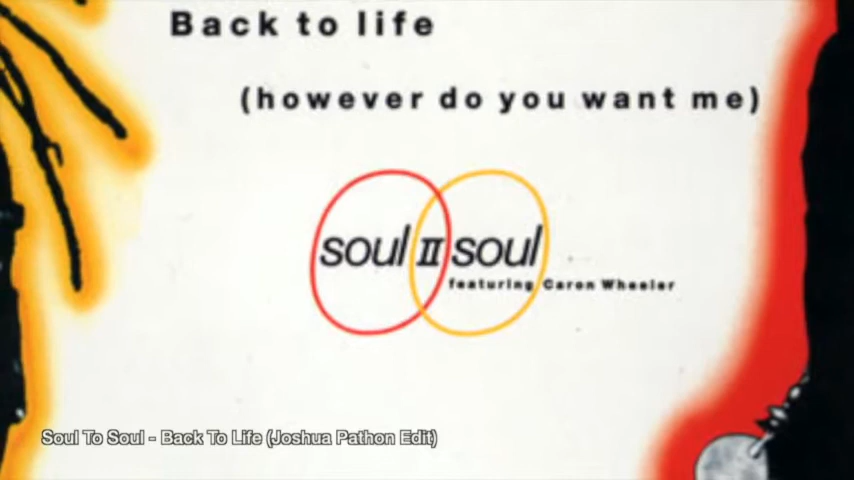 Back to life
(however do you want me)
soul II soul
featuring Caron Wheeler
Soul To Soul - Back To Life (Joshua Pathon Edit)